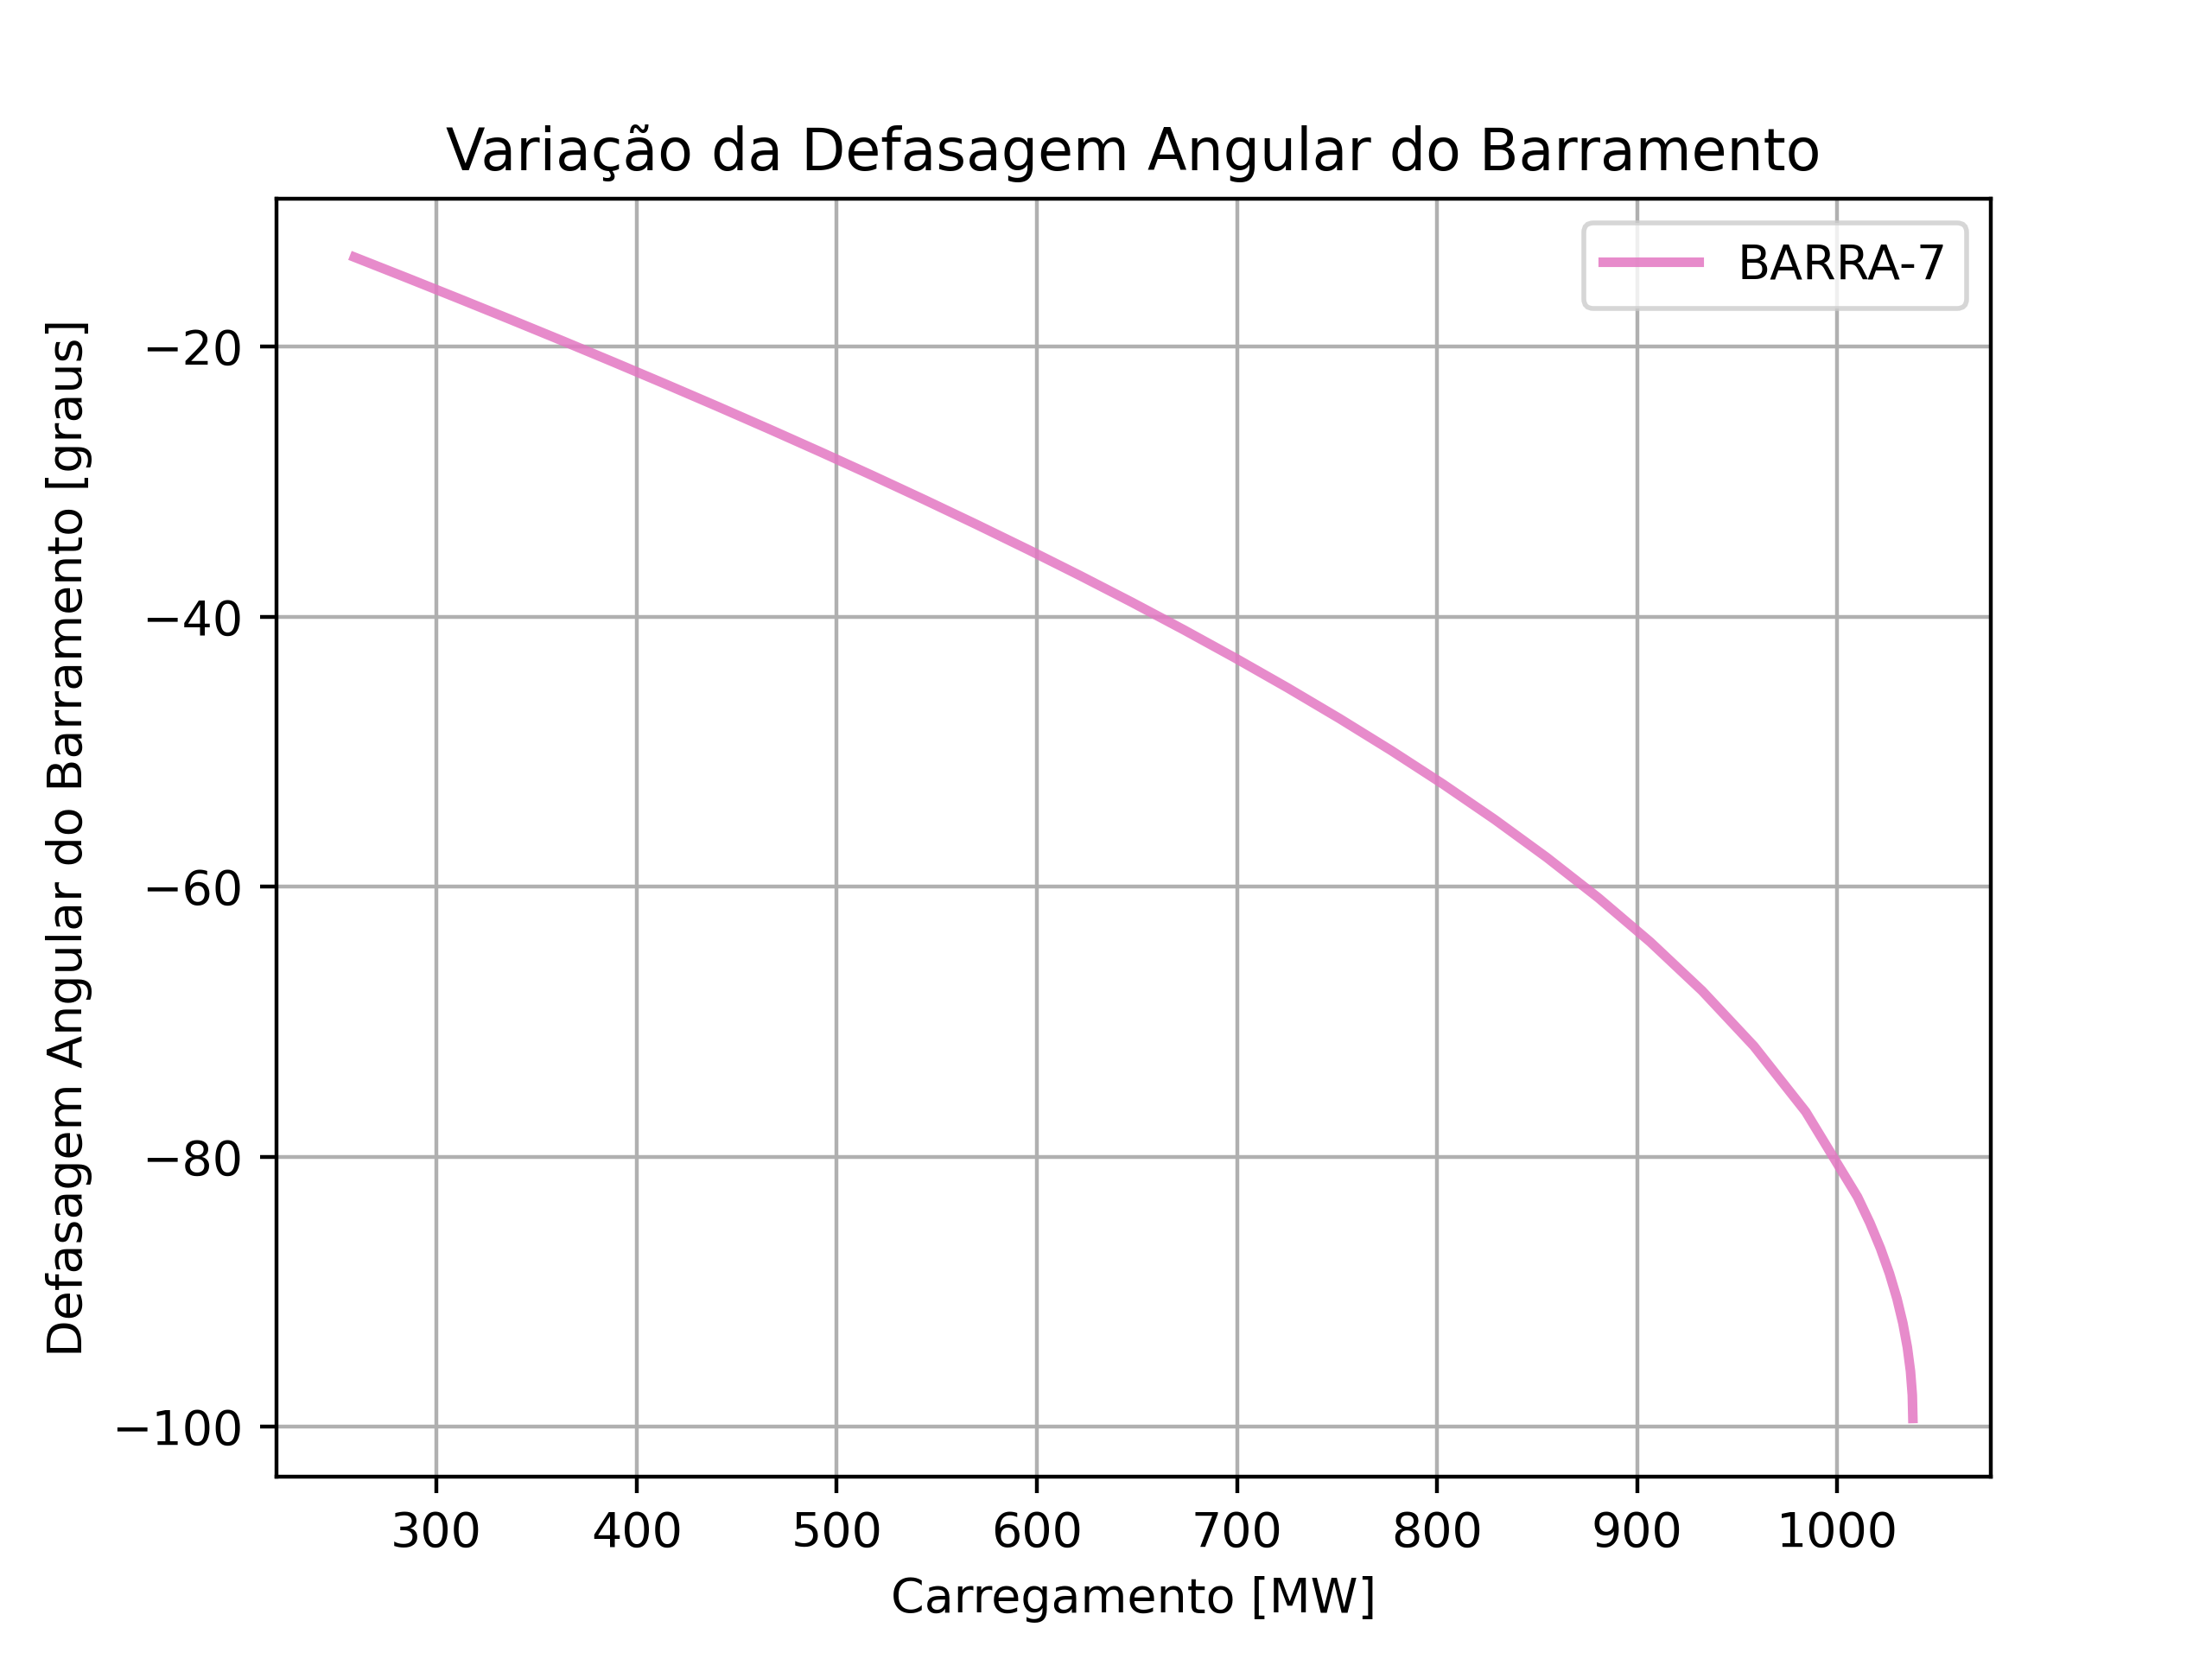 Variação da Defasagem Angular do Barramento
BARRA-7
Defasagem Angular do Barramento [graus]
−20
−40
−60
−80
−100
300 400 500 600 700 800 900 1000
Carregamento [MW]